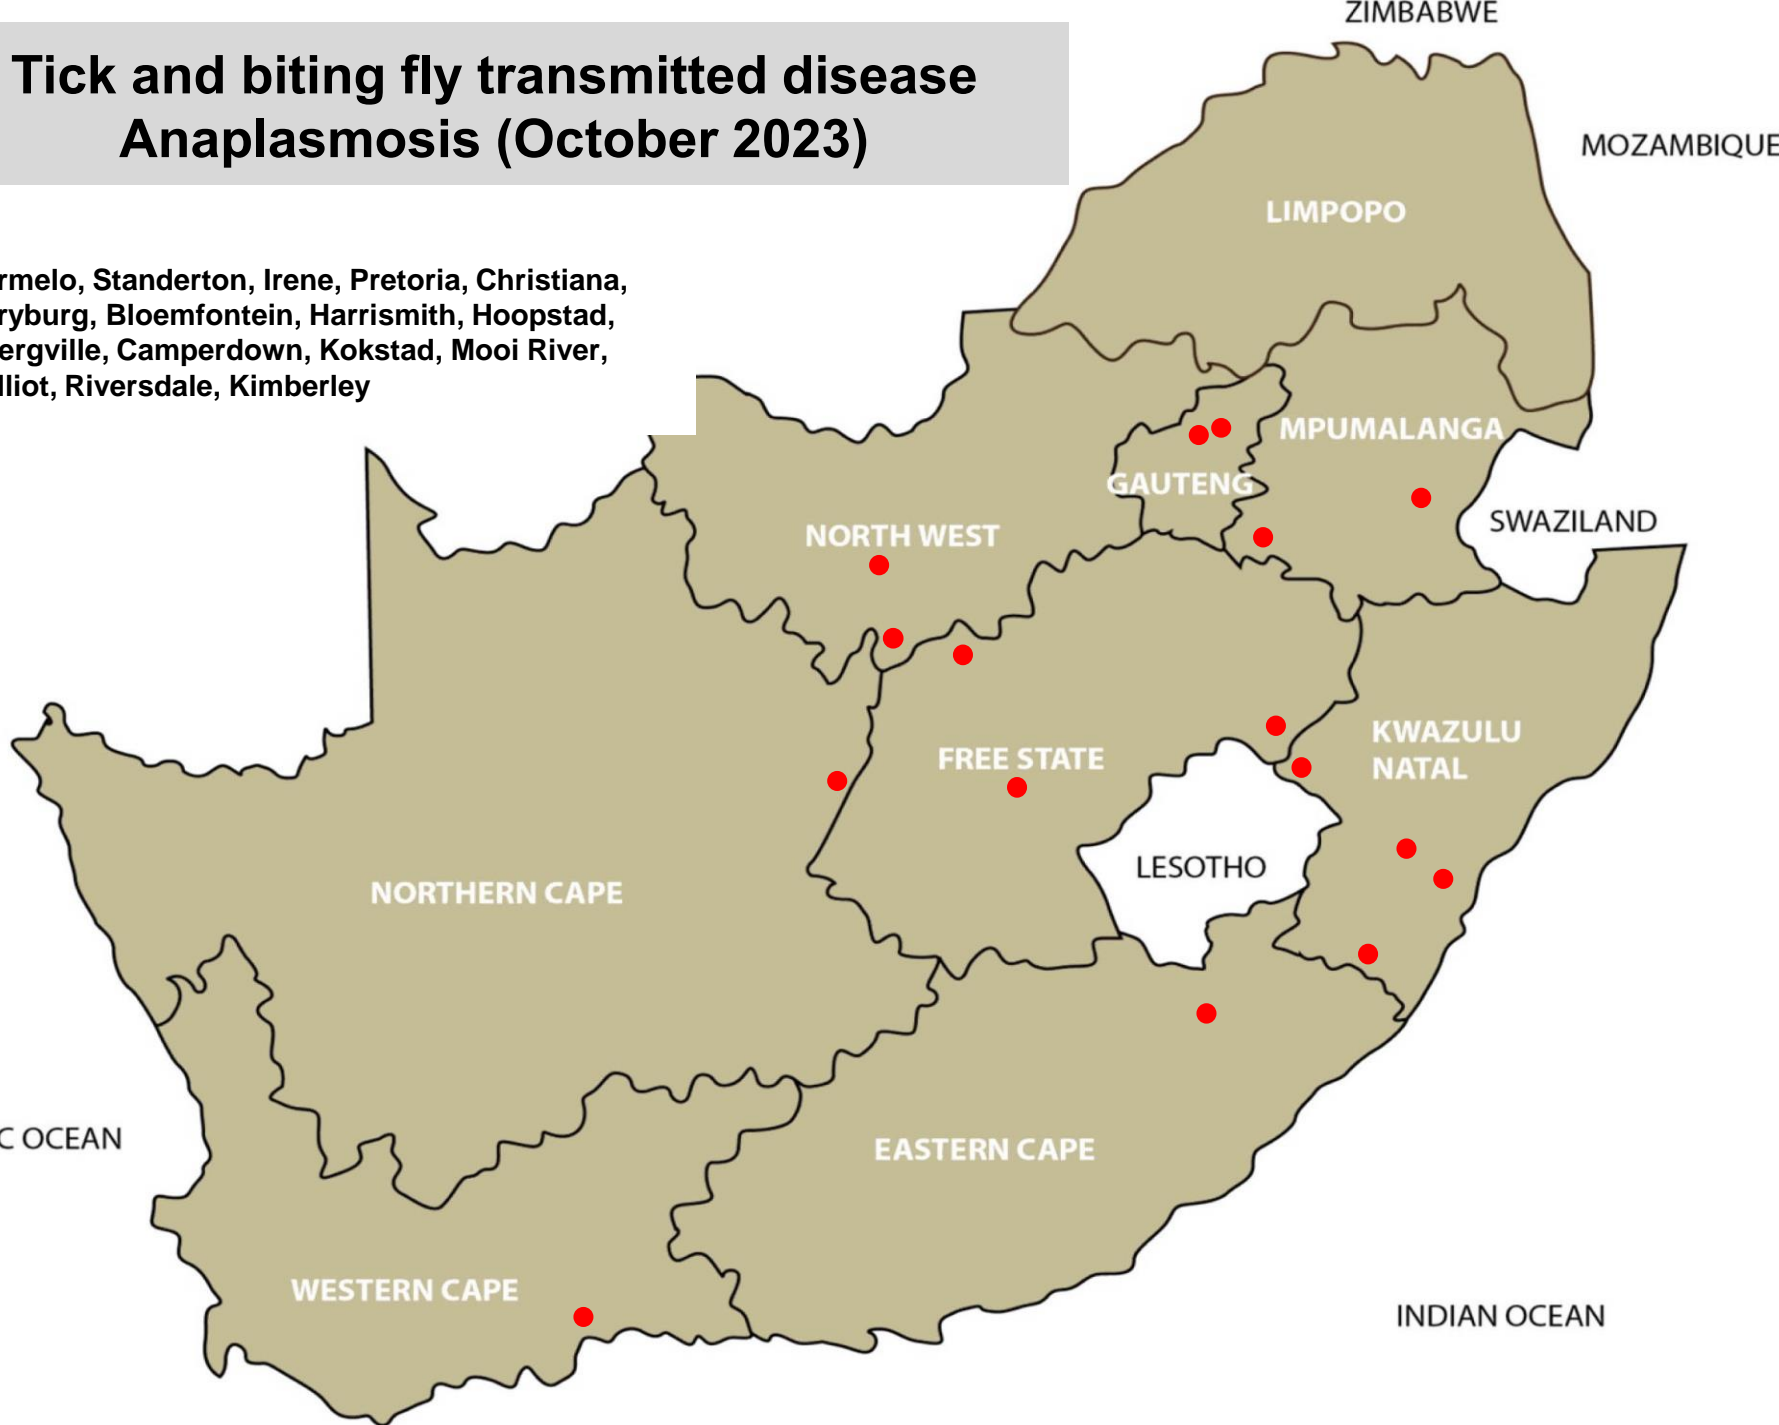 ZIMBABWE
Tick and biting fly transmitted disease
Anaplasmosis (October 2023)
MOZAMBIQUE
LIMPOPO
rmelo, Standerton, Irene, Pretoria, Christiana,
ryburg, Bloemfontein, Harrismith, Hoopstad,
ergville, Camperdown, Kokstad, Mooi River,
lliot, Riversdale, Kimberley
MPUMALANGA
GAUTENG
NORTH WEST
SWAZILAND
KWAZULU
NATAL
FREE STATE
LESOTHO
NORTHERN CAPE
C OCEAN
EASTERN CAPE
WESTERN CAPE
INDIAN OCEAN